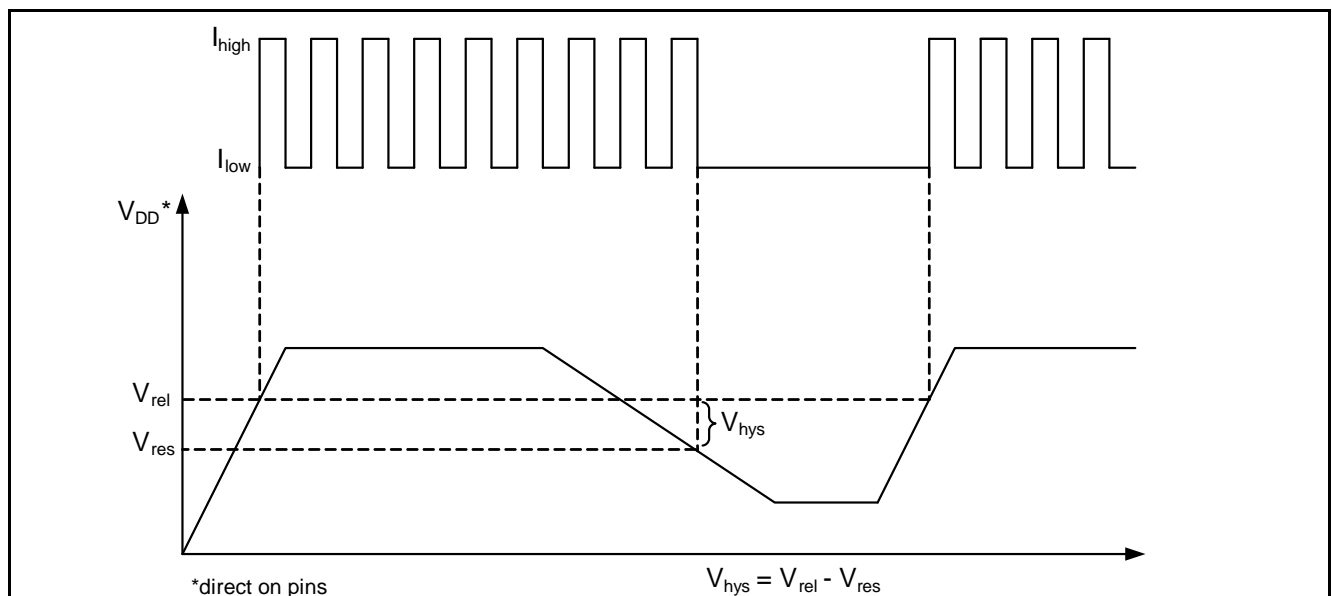 I_high
I_low
V_DD*
V_rel
V_hys
V_res
*direct on pins
V_hys = V_rel - V_res